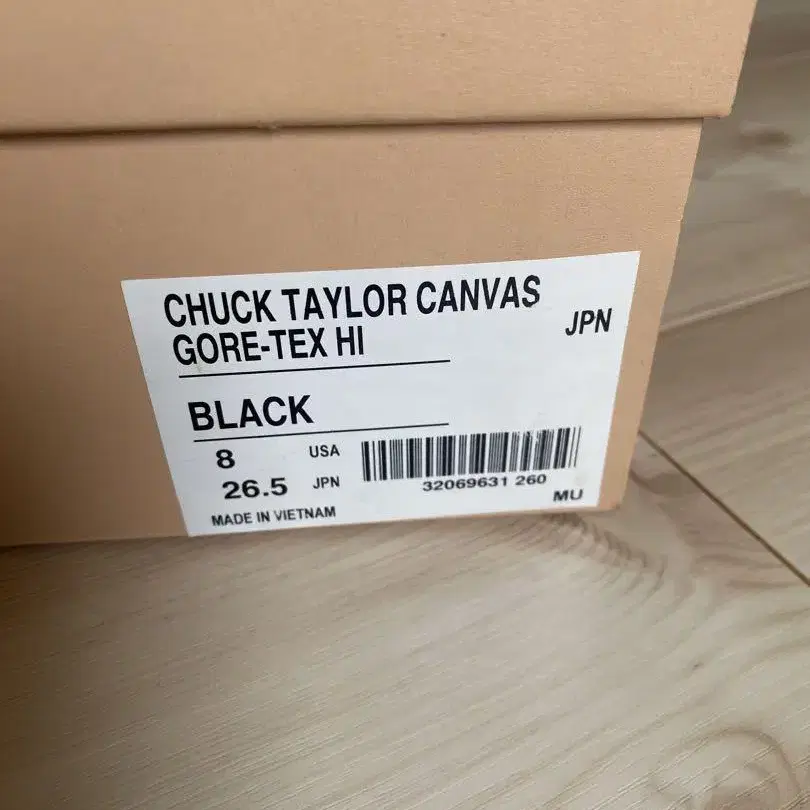 CHUCK TAYLOR CANVAS
GORE-TEX HI
JPN
BLACK
8 USA
26.5 JPN
32069631 260
MU
MADE IN VIETNAM